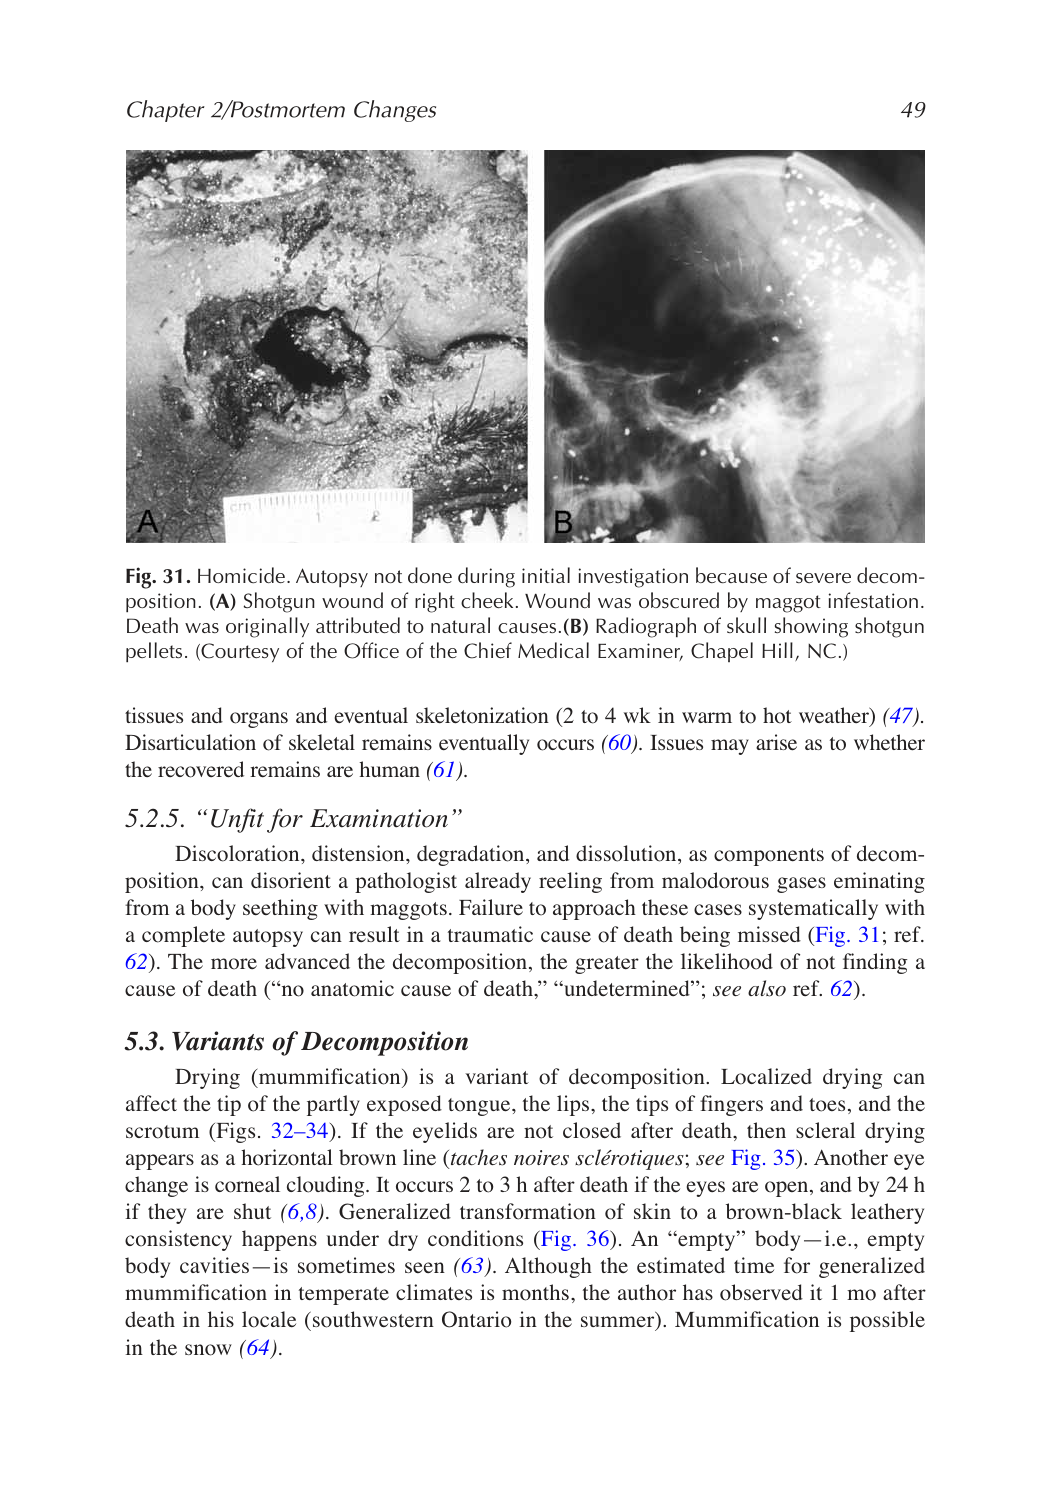 Chapter 2/Postmortem Changes 49
A
cm 1 2
B
Fig. 31. Homicide. Autopsy not done during initial investigation because of severe decom-
position. (A) Shotgun wound of right cheek. Wound was obscured by maggot infestation.
Death was originally attributed to natural causes.(B) Radiograph of skull showing shotgun
pellets. (Courtesy of the Office of the Chief Medical Examiner, Chapel Hill, NC.)
tissues and organs and eventual skeletonization (2 to 4 wk in warm to hot weather) (47).
Disarticulation of skeletal remains eventually occurs (60). Issues may arise as to whether
the recovered remains are human (61).
5.2.5. “Unfit for Examination”
Discoloration, distension, degradation, and dissolution, as components of decom-
position, can disorient a pathologist already reeling from malodorous gases eminating
from a body seething with maggots. Failure to approach these cases systematically with
a complete autopsy can result in a traumatic cause of death being missed (Fig. 31; ref.
62). The more advanced the decomposition, the greater the likelihood of not finding a
cause of death (“no anatomic cause of death,” “undetermined”; see also ref. 62).
5.3. Variants of Decomposition
Drying (mummification) is a variant of decomposition. Localized drying can
affect the tip of the partly exposed tongue, the lips, the tips of fingers and toes, and the
scrotum (Figs. 32–34). If the eyelids are not closed after death, then scleral drying
appears as a horizontal brown line (taches noires sclérotiques; see Fig. 35). Another eye
change is corneal clouding. It occurs 2 to 3 h after death if the eyes are open, and by 24 h
if they are shut (6,8). Generalized transformation of skin to a brown-black leathery
consistency happens under dry conditions (Fig. 36). An “empty” body—i.e., empty
body cavities—is sometimes seen (63). Although the estimated time for generalized
mummification in temperate climates is months, the author has observed it 1 mo after
death in his locale (southwestern Ontario in the summer). Mummification is possible
in the snow (64).